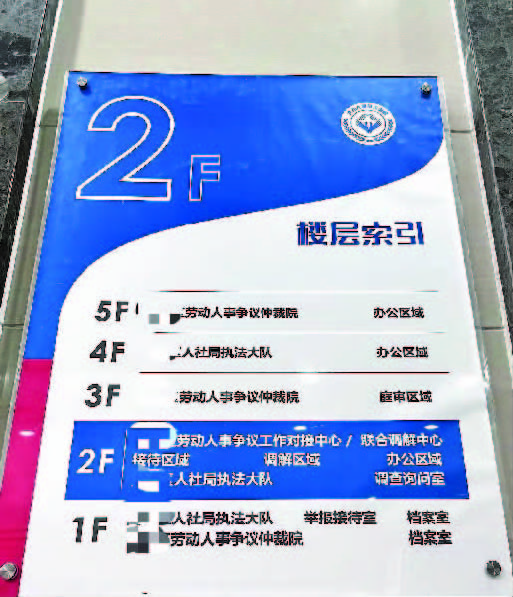 2F
楼层索引
5F 劳动人事争议仲裁院 办公区域
4F 人社局执法大队 办公区域
3F 劳动人事争议仲裁院 庭审区域
2F 劳动人事争议工作对接中心 / 联合调解中心
接待区域 调解区域 办公区域
人社局执法大队 调查询问室
1F 人社局执法大队 举报接待室 档案室
劳动人事争议仲裁院 档案室